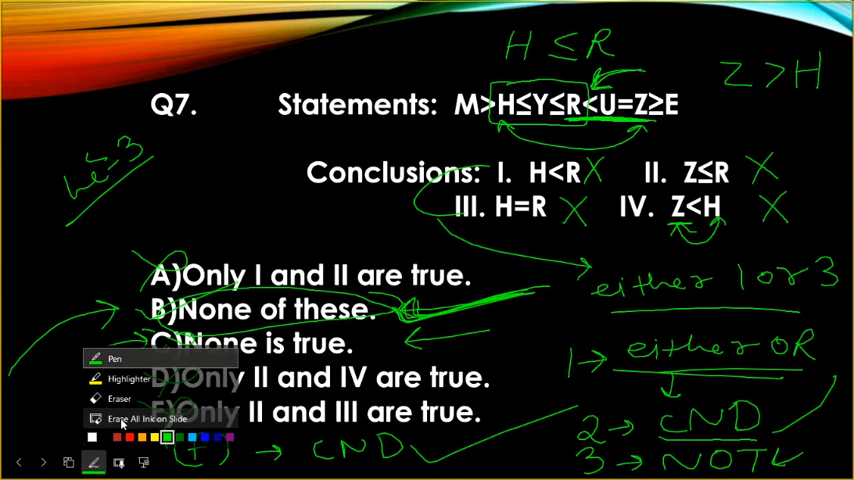 H ≤ R
Z > H
Q7. Statements: M>H≤Y≤R<U=Z≥E
Conclusions: I. H<R X II. Z≤R X
III. H=R X IV. Z<H X
A)Only I and II are true.
either 1 or 3
B)None of these.
C)None is true.
1→ either OR
D)Only II and IV are true.
2→ CND
E)Only II and III are true.
3→ NOT
(+) → CND
Pen
Highlighter
Eraser
Erase All Ink on Slide